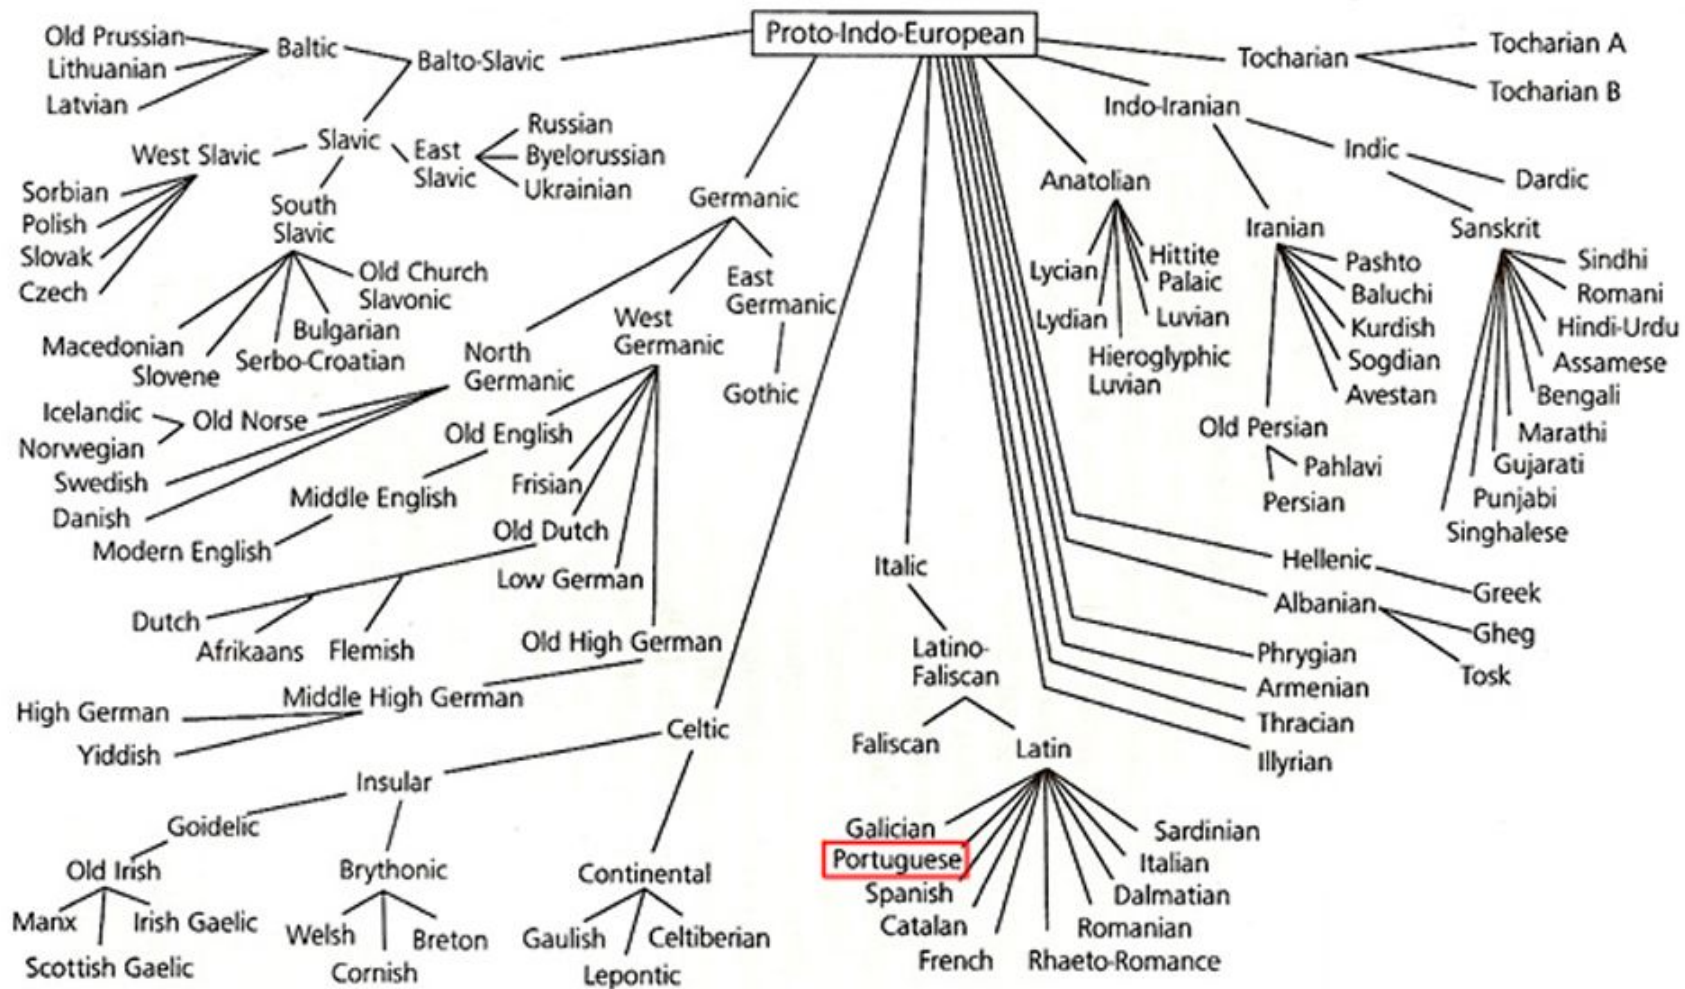 Proto-Indo-European
Old Prussian
Lithuanian
Latvian
Baltic
Balto-Slavic
Slavic
West Slavic
Sorbian
Polish
Slovak
Czech
South
Slavic
Macedonian
Slovene
Serbo-Croatian
Bulgarian
Old Church
Slavonic
East
Slavic
Russian
Byelorussian
Ukrainian
Germanic
North
Germanic
Old Norse
Icelandic
Norwegian
Swedish
Danish
West
Germanic
Old English
Middle English
Modern English
Frisian
Old Dutch
Dutch
Afrikaans
Flemish
Low German
Old High German
Middle High German
High German
Yiddish
East
Germanic
Gothic
Celtic
Insular
Goidelic
Old Irish
Manx
Scottish Gaelic
Irish Gaelic
Brythonic
Welsh
Cornish
Breton
Continental
Gaulish
Lepontic
Celtiberian
Italic
Latino-
Faliscan
Faliscan
Latin
Galician
Portuguese
Spanish
Catalan
French
Rhaeto-Romance
Romanian
Dalmatian
Italian
Sardinian
Anatolian
Lycian
Lydian
Hieroglyphic
Luvian
Luvian
Palaic
Hittite
Hellenic
Greek
Albanian
Gheg
Tosk
Phrygian
Armenian
Thracian
Illyrian
Indo-Iranian
Iranian
Old Persian
Pahlavi
Persian
Pashto
Baluchi
Kurdish
Sogdian
Avestan
Indic
Dardic
Sanskrit
Sindhi
Romani
Hindi-Urdu
Assamese
Bengali
Marathi
Gujarati
Punjabi
Singhalese
Tocharian
Tocharian A
Tocharian B